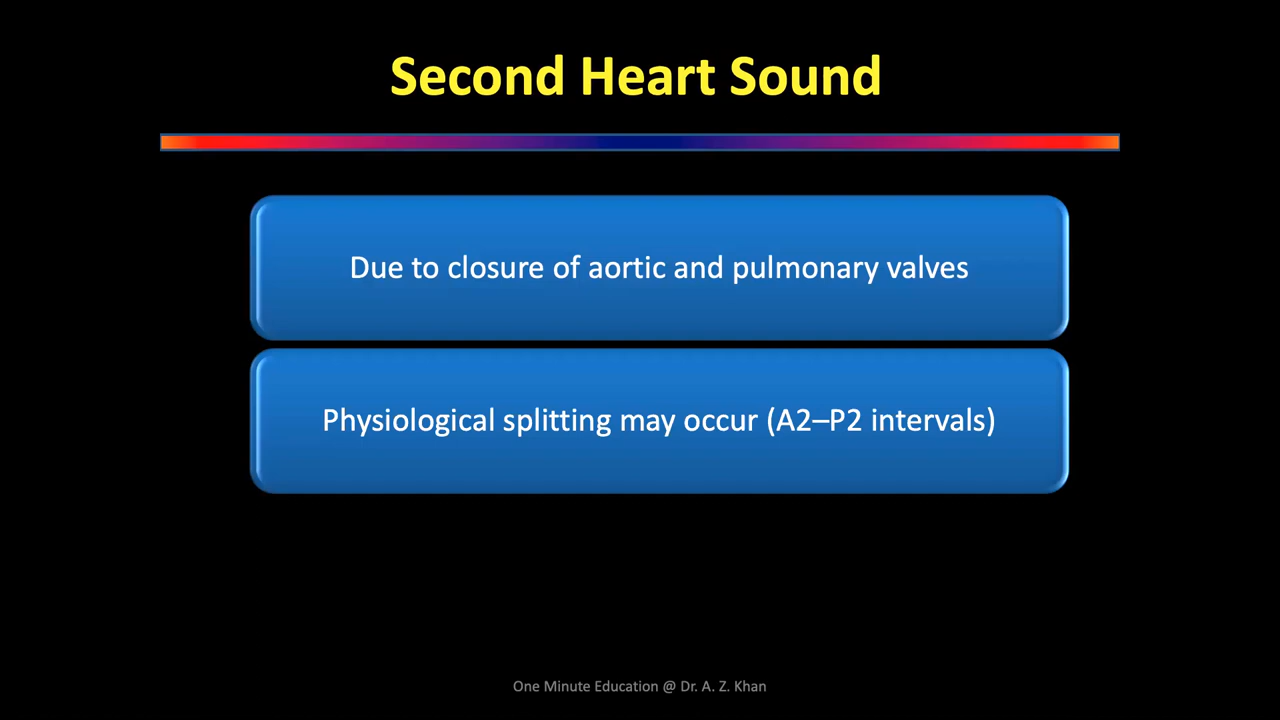 Second Heart Sound
Due to closure of aortic and pulmonary valves
Physiological splitting may occur (A2–P2 intervals)
One Minute Education @ Dr. A. Z. Khan